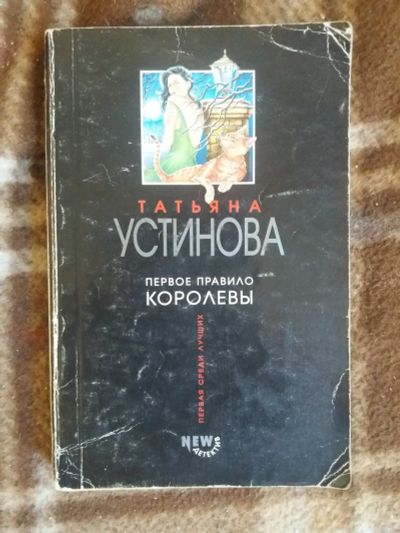 ТАТЬЯНА
УСТИНОВА
ПЕРВОЕ ПРАВИЛО
КОРОЛЕВЫ
ПЕРВАЯ СРЕДИ ЛУЧШИХ
NEW
ДЕТЕКТИВ